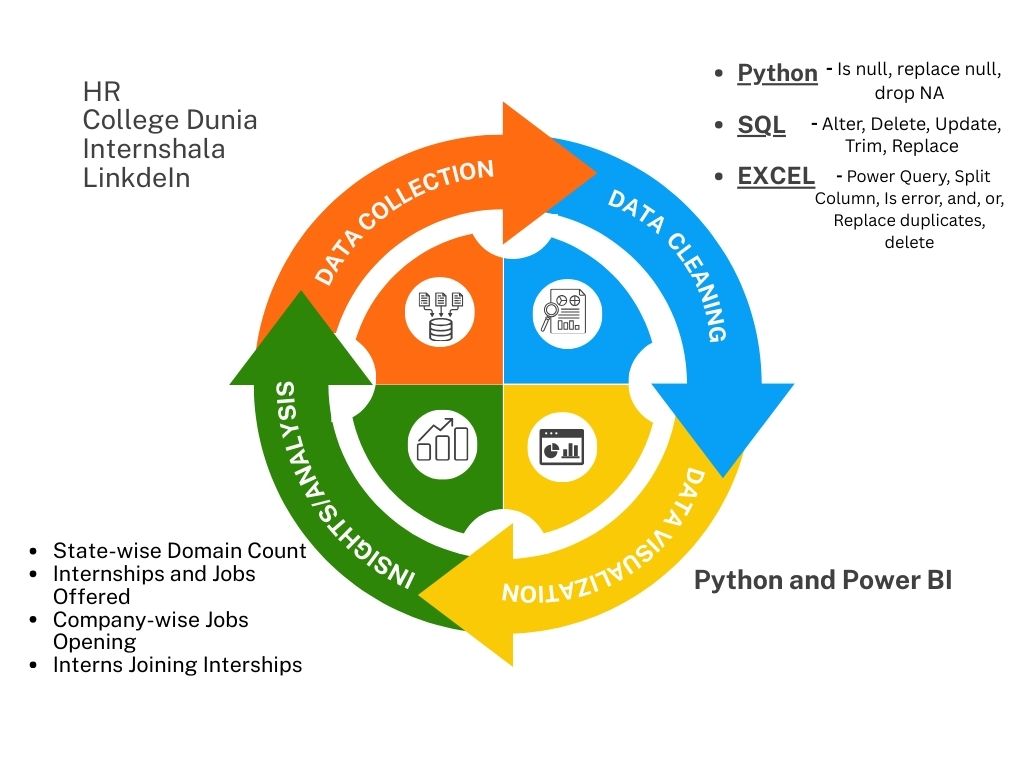 HR
College Dunia
Internshala
LinkdeIn
• Python - Is null, replace null,
drop NA
• SQL - Alter, Delete, Update,
Trim, Replace
• EXCEL - Power Query, Split
Column, Is error, and, or,
Replace duplicates,
delete
DATA COLLECTION
DATA CLEANING
INSIGHTS/ANALYSIS
DATA VISUALIZATION
• State-wise Domain Count
• Internships and Jobs
Offered
• Company-wise Jobs
Opening
• Interns Joining Interships
Python and Power BI